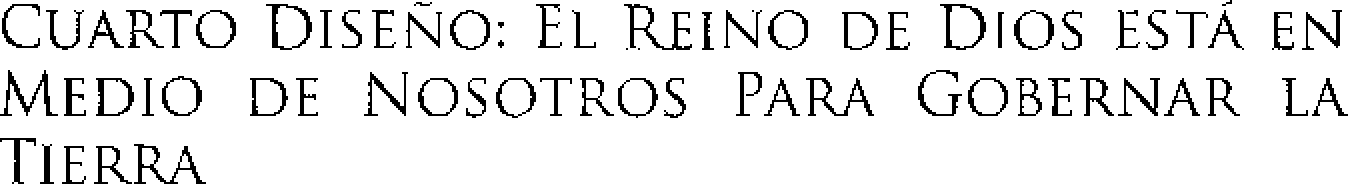 Cuarto Diseño: El Reino de Dios está en
Medio de Nosotros Para Gobernar la
Tierra